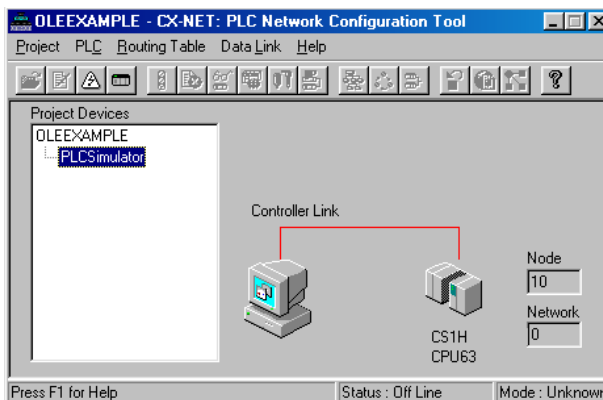 OLEEXAMPLE - CX-NET: PLC Network Configuration Tool
Project PLC Routing Table Data Link Help
Project Devices
OLEEXAMPLE
PLCSimulator
Controller Link
Node
10
Network
0
CS1H
CPU63
Press F1 for Help Status : Off Line Mode : Unknown